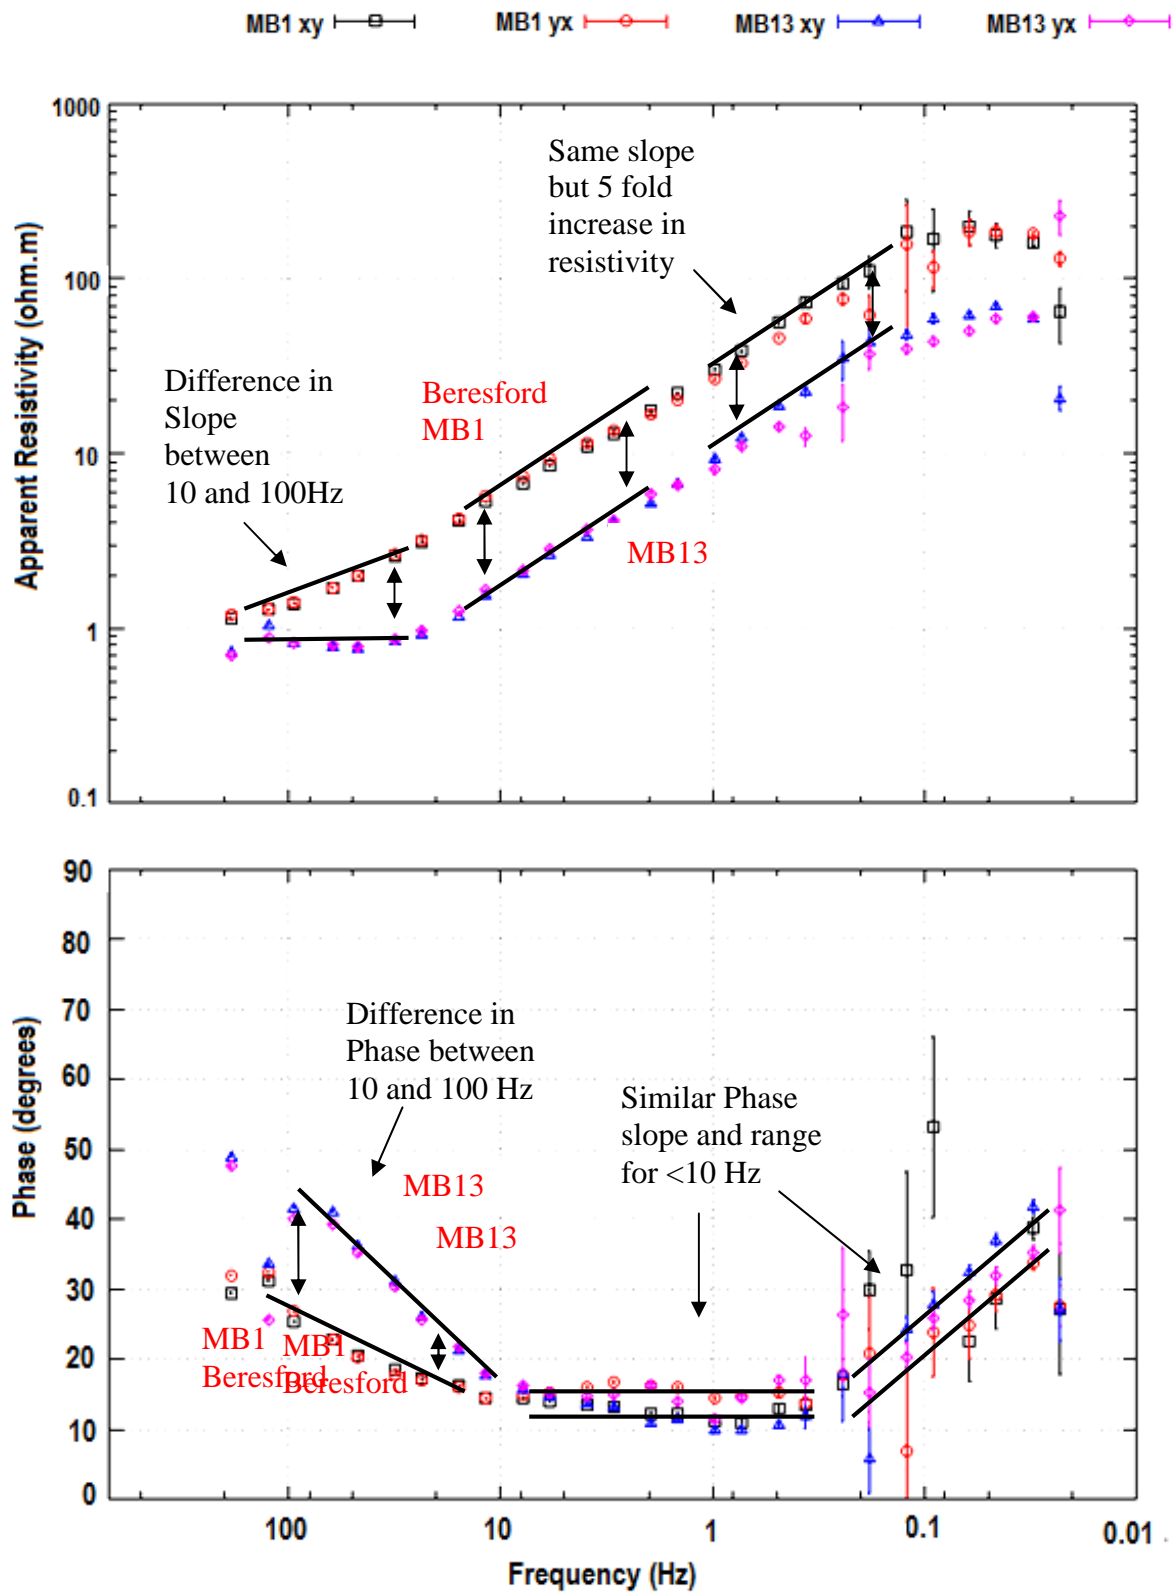 MB1 xy
MB1 yx
MB13 xy
MB13 yx
1000
100
10
1
0.1
Apparent Resistivity (ohm.m)
Same slope
but 5 fold
increase in
resistivity
Difference in
Slope
between
10 and 100Hz
Beresford
MB1
MB13
90
80
70
60
50
40
30
20
10
0
Phase (degrees)
Difference in
Phase between
10 and 100 Hz
MB13
MB13
Similar Phase
slope and range
for <10 Hz
MB1
Beresford
MB1
Beresford
100
10
1
0.1
0.01
Frequency (Hz)